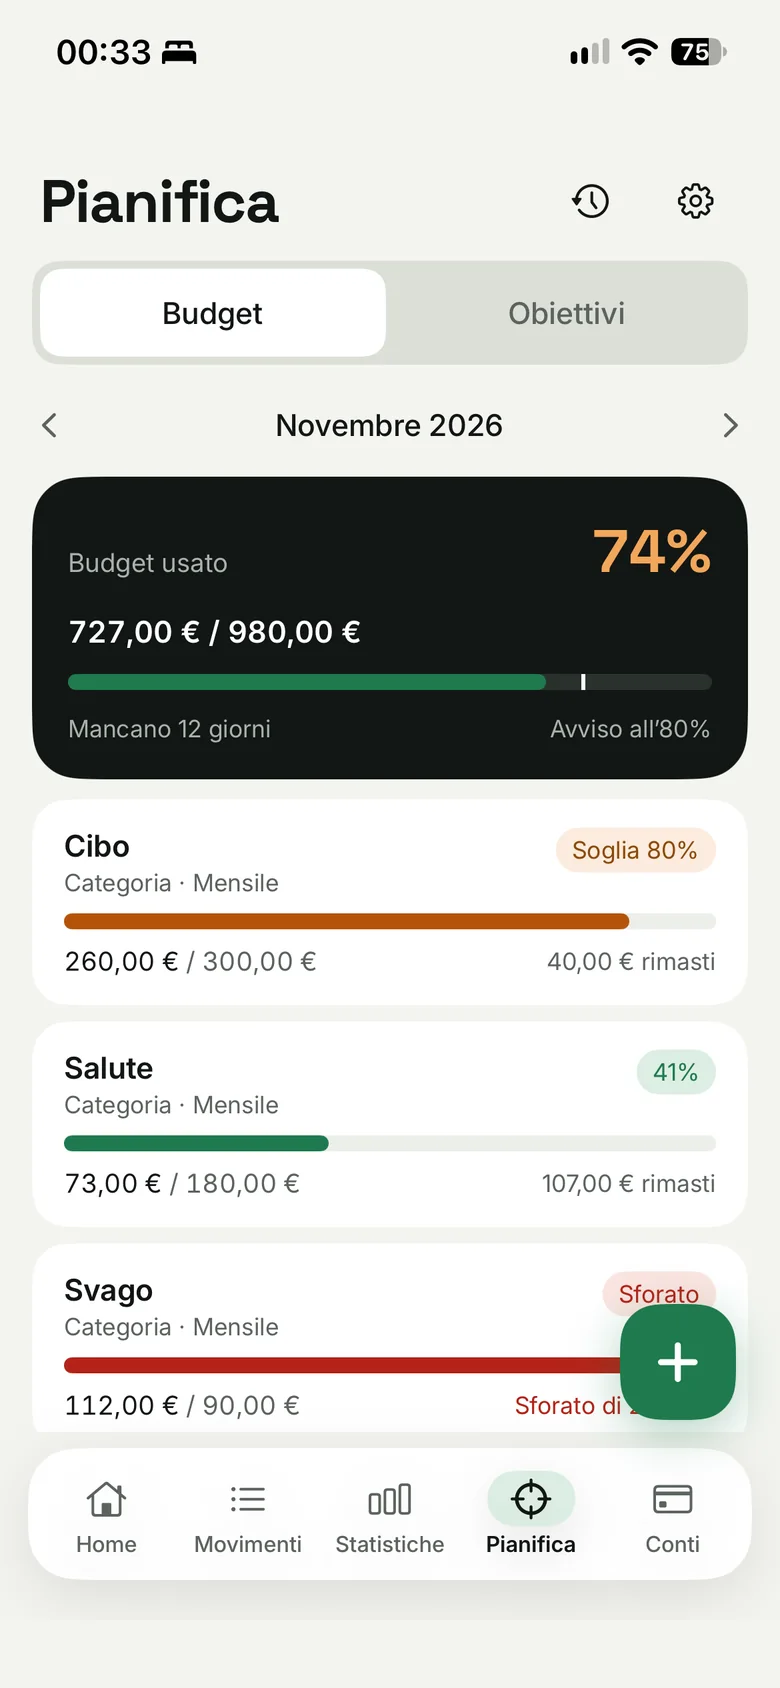 00:33
75
Pianifica
Budget
Obiettivi
Novembre 2026
Budget usato
74%
727,00 € / 980,00 €
Mancano 12 giorni
Avviso all’80%
Cibo
Soglia 80%
Categoria · Mensile
260,00 € / 300,00 €
40,00 € rimasti
Salute
41%
Categoria · Mensile
73,00 € / 180,00 €
107,00 € rimasti
Svago
Sforato
Categoria · Mensile
112,00 € / 90,00 €
Sforato di
Home
Movimenti
Statistiche
Pianifica
Conti